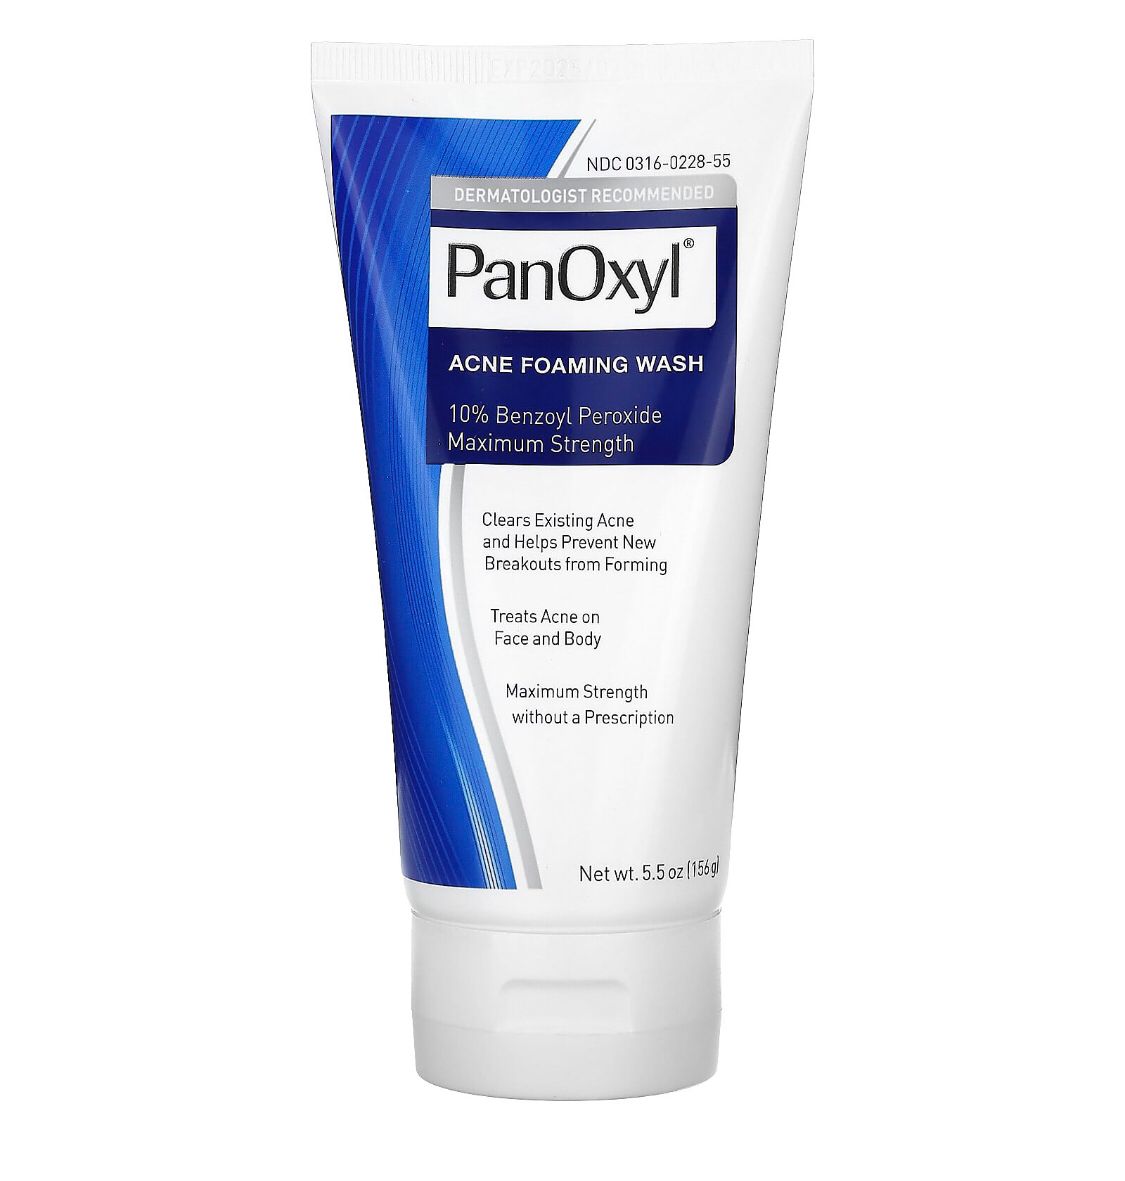 EXP2025/0
NDC 0316-0228-55
DERMATOLOGIST RECOMMENDED
PanOxyl®
ACNE FOAMING WASH
10% Benzoyl Peroxide
Maximum Strength
Clears Existing Acne
and Helps Prevent New
Breakouts from Forming
Treats Acne on
Face and Body
Maximum Strength
without a Prescription
Net wt. 5.5 oz (156g)